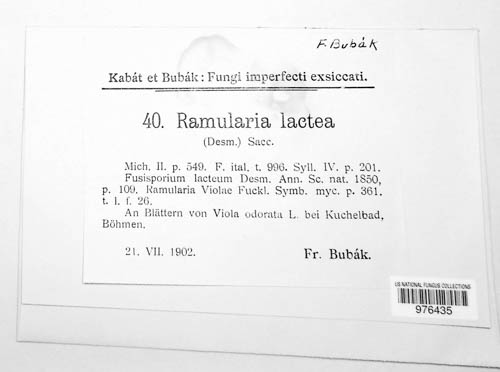 F. Bubák
Kabát et Bubák: Fungi imperfecti exsiccati.
40. Ramularia lactea
(Desm.) Sacc.
Mich. II. p. 549. F. ital. t. 996. Syll. IV. p. 201.
Fusisporium lacteum Desm. Ann. Sc. nat. 1850,
p. 109. Ramularia Violae Fuckl. Symb. myc. p. 361.
t. I. f. 26.
An Blättern von Viola odorata L. bei Kuchelbad,
Böhmen.
21. VII. 1902.
Fr. Bubák.
US NATIONAL FUNGUS COLLECTIONS
976435